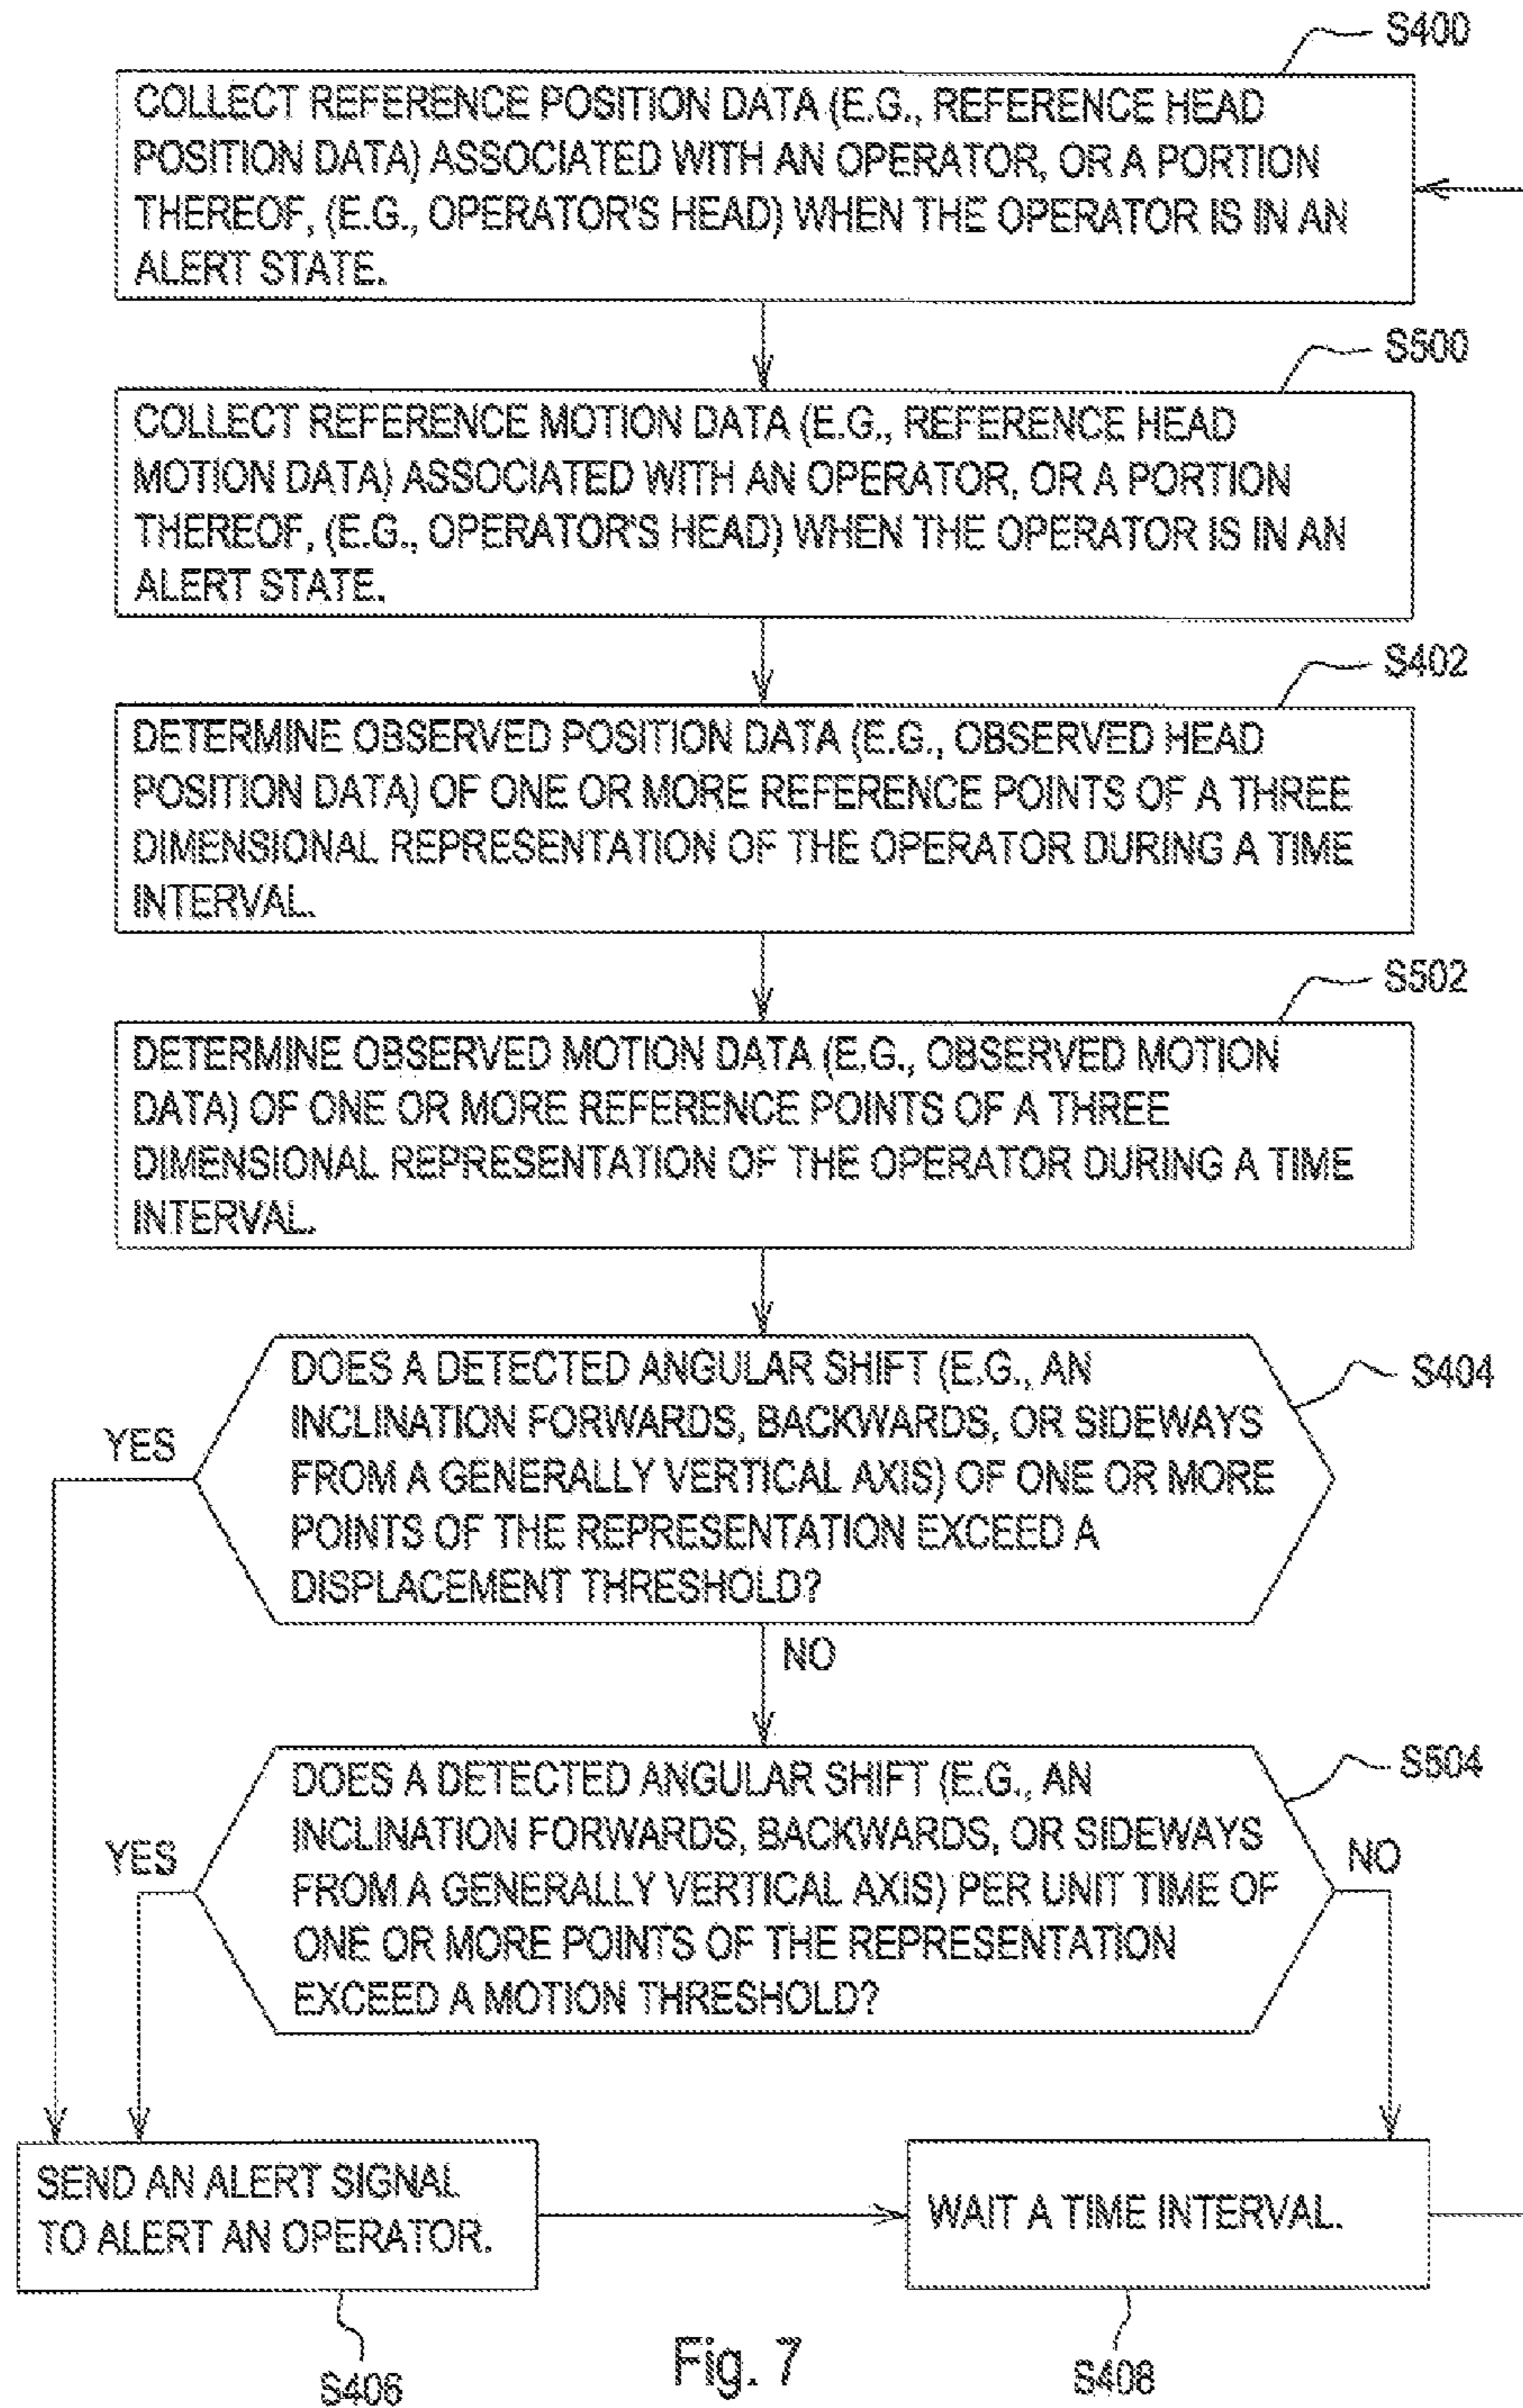 S400
COLLECT REFERENCE POSITION DATA (E.G., REFERENCE HEAD
POSITION DATA) ASSOCIATED WITH AN OPERATOR, OR A PORTION
THEREOF, (E.G., OPERATOR'S HEAD) WHEN THE OPERATOR IS IN AN
ALERT STATE.
S500
COLLECT REFERENCE MOTION DATA (E.G., REFERENCE HEAD
MOTION DATA) ASSOCIATED WITH AN OPERATOR, OR A PORTION
THEREOF, (E.G., OPERATOR'S HEAD) WHEN THE OPERATOR IS IN AN
ALERT STATE.
S402
DETERMINE OBSERVED POSITION DATA (E.G., OBSERVED HEAD
POSITION DATA) OF ONE OR MORE REFERENCE POINTS OF A THREE
DIMENSIONAL REPRESENTATION OF THE OPERATOR DURING A TIME
INTERVAL.
S502
DETERMINE OBSERVED MOTION DATA (E.G., OBSERVED MOTION
DATA) OF ONE OR MORE REFERENCE POINTS OF A THREE
DIMENSIONAL REPRESENTATION OF THE OPERATOR DURING A TIME
INTERVAL.
S404
DOES A DETECTED ANGULAR SHIFT (E.G., AN
INCLINATION FORWARDS, BACKWARDS, OR SIDEWAYS
FROM A GENERALLY VERTICAL AXIS) OF ONE OR MORE
POINTS OF THE REPRESENTATION EXCEED A
DISPLACEMENT THRESHOLD?
YES
NO
S504
DOES A DETECTED ANGULAR SHIFT (E.G., AN
INCLINATION FORWARDS, BACKWARDS, OR SIDEWAYS
FROM A GENERALLY VERTICAL AXIS) PER UNIT TIME OF
ONE OR MORE POINTS OF THE REPRESENTATION
EXCEED A MOTION THRESHOLD?
YES
NO
SEND AN ALERT SIGNAL
TO ALERT AN OPERATOR.
WAIT A TIME INTERVAL.
S406
Fig. 7
S408